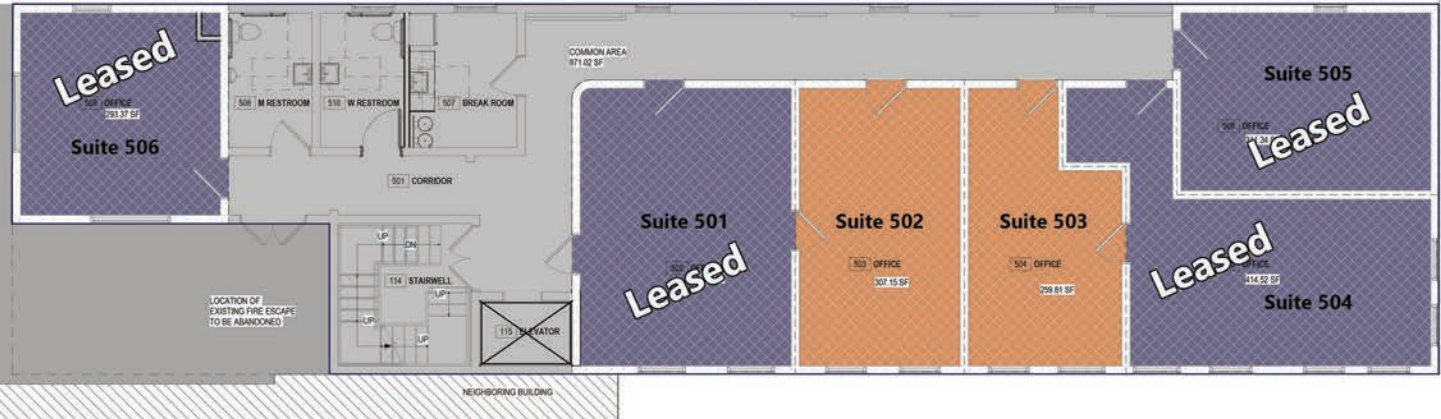 Leased
OFFICE
293.37 SF
Suite 506
508 M RESTROOM
510 W RESTROOM
507 BREAK ROOM
COMMON AREA
971.02 SF
501 CORRIDOR
UP
DN
114 STAIRWELL
UP
UP
UP
115 ELEVATOR
LOCATION OF
EXISTING FIRE ESCAPE
TO BE ABANDONED
NEIGHBORING BUILDING
Suite 501
Leased
Suite 502
503 OFFICE
307.15 SF
Suite 503
504 OFFICE
259.61 SF
Suite 505
OFFICE
Leased
Leased
OFFICE
414.52 SF
Suite 504